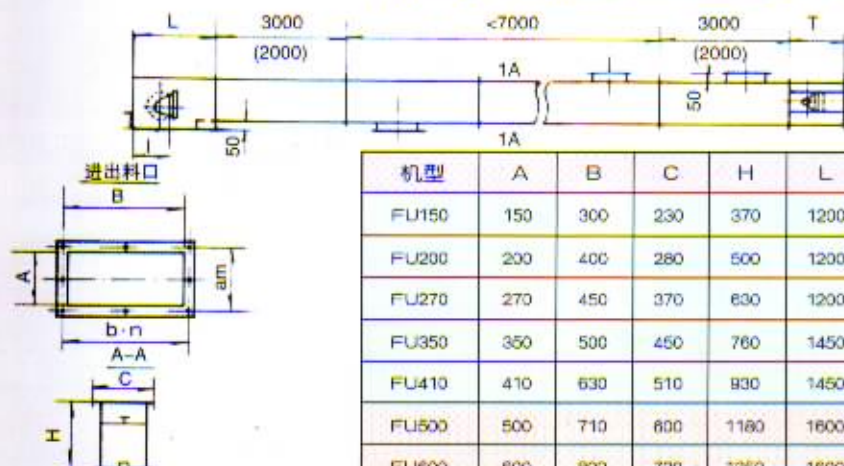 L 3000 <7000 3000 T
(2000) (2000)
1A
50
50
1A
进出料口
B
A
am
b·n
A-A
C
H
机型 A B C H L
FU150 150 300 230 370 1200
FU200 200 400 280 500 1200
FU270 270 450 370 630 1200
FU350 350 500 450 760 1450
FU410 410 630 510 930 1450
FU500 500 710 600 1180 1600
FU600 600